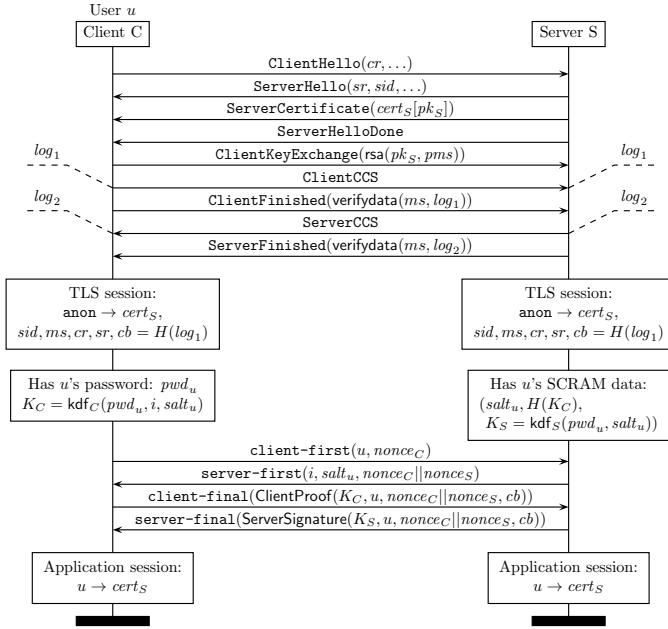 User u
Client C Server S
ClientHello(cr, . . .)
ServerHello(sr, sid, . . .)
ServerCertificate(cert_S[pk_S])
ServerHelloDone
log_1 log_1
ClientKeyExchange(rsa(pk_S, pms))
ClientCCS
log_2 log_2
ClientFinished(verifydata(ms, log_1))
ServerCCS
ServerFinished(verifydata(ms, log_2))
TLS session:
anon → cert_S,
sid, ms, cr, sr, cb = H(log_1)
TLS session:
anon → cert_S,
sid, ms, cr, sr, cb = H(log_1)
Has u's password: pwd_u
K_C = kdf_C(pwd_u, i, salt_u)
Has u's SCRAM data:
(salt_u, H(K_C),
K_S = kdf_S(pwd_u, salt_u))
client-first(u, nonce_C)
server-first(i, salt_u, nonce_C||nonce_S)
client-final(ClientProof(K_C, u, nonce_C||nonce_S, cb))
server-final(ServerSignature(K_S, u, nonce_C||nonce_S, cb))
Application session:
u → cert_S
Application session:
u → cert_S